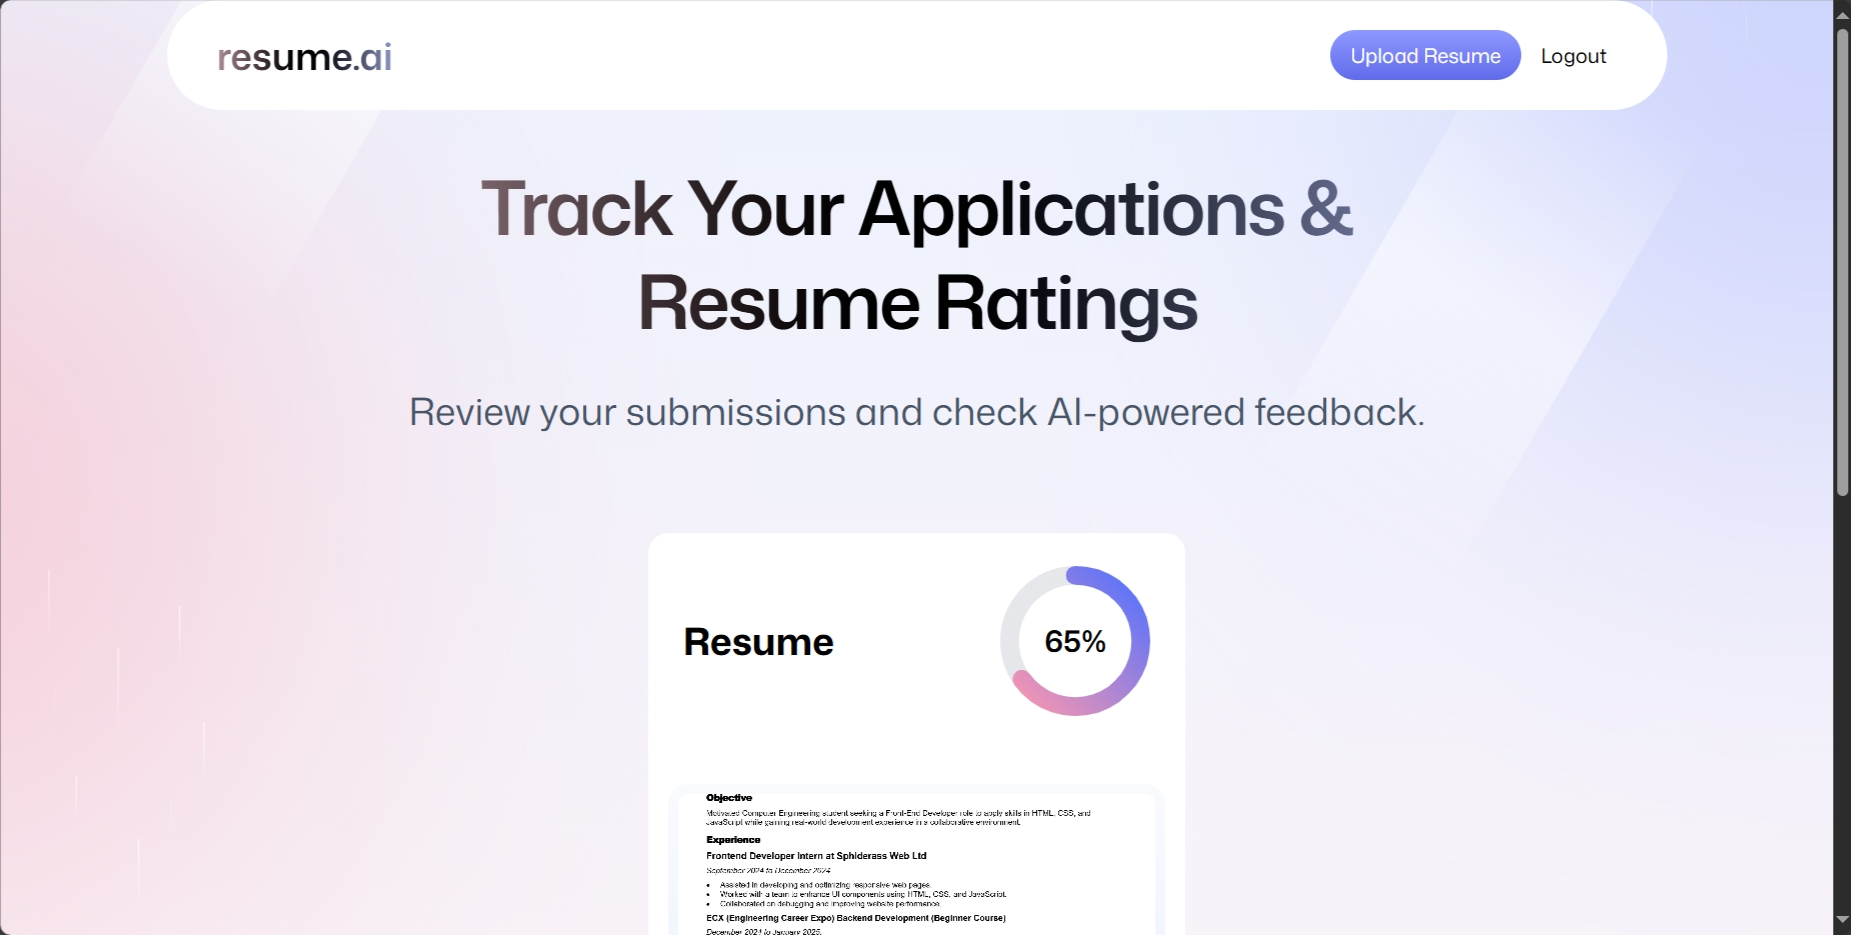 resume.ai
Upload Resume
Logout
Track Your Applications &
Resume Ratings
Review your submissions and check AI-powered feedback.
Resume
65%
Objective
Motivated Computer Engineering student seeking a Front-End Developer role to apply skills in HTML, CSS, and
JavaScript while gaining real-world development experience in a collaborative environment.
Experience
Frontend Developer Intern at Sphiderass Web Ltd
September 2024 to December 2024
• Assisted in developing and optimizing responsive web pages.
• Worked with a team to enhance UI components using HTML, CSS, and JavaScript.
• Collaborated on debugging and improving website performance.
ECX (Engineering Career Expo) Backend Development (Beginner Course)
December 2024 to January 2025.